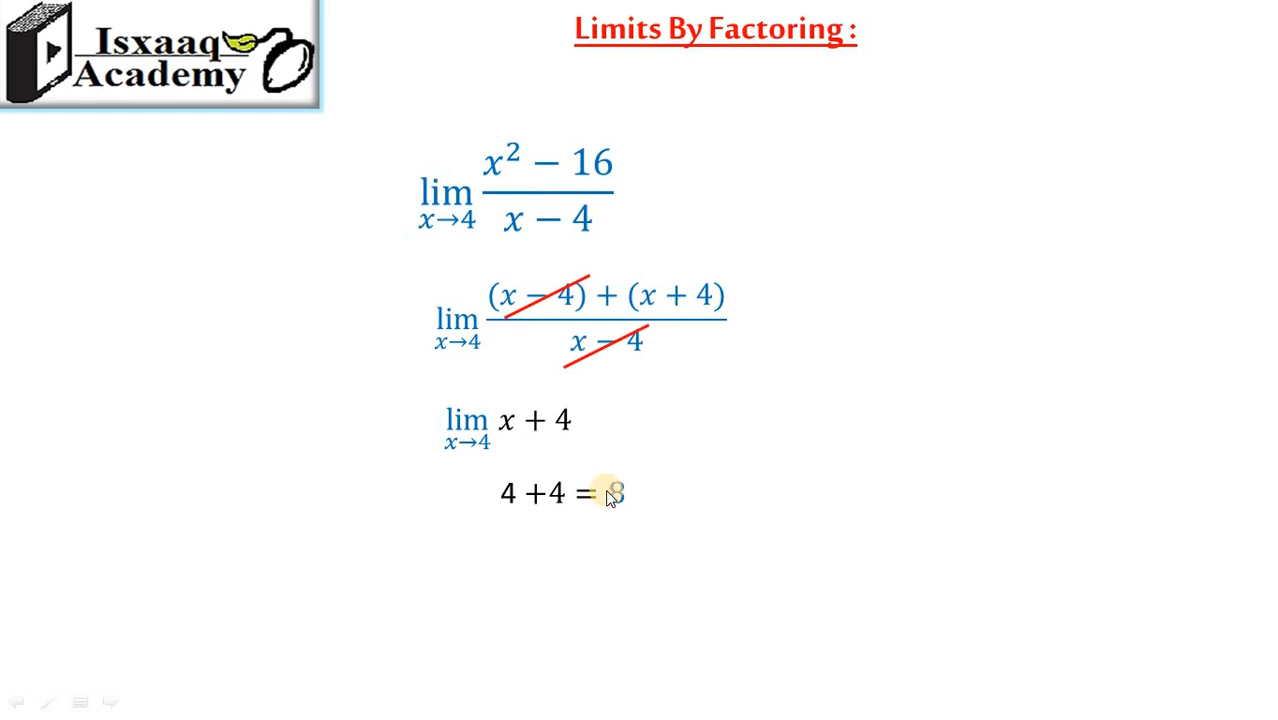 Isxaaq
Academy
Limits By Factoring :
lim x→4 x² − 16 / x − 4
lim x→4 (x − 4) + (x + 4) / x − 4
lim x→4 x + 4
4 +4 = 8